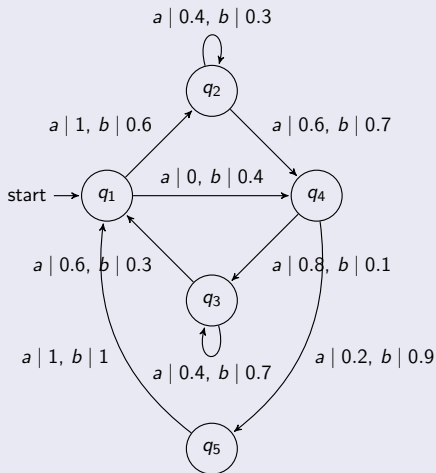 a | 0.4, b | 0.3
q2
a | 1, b | 0.6
a | 0.6, b | 0.7
a | 0, b | 0.4
start
q1
q4
a | 0.6, b | 0.3
a | 0.8, b | 0.1
q3
a | 1, b | 1
a | 0.4, b | 0.7
a | 0.2, b | 0.9
q5